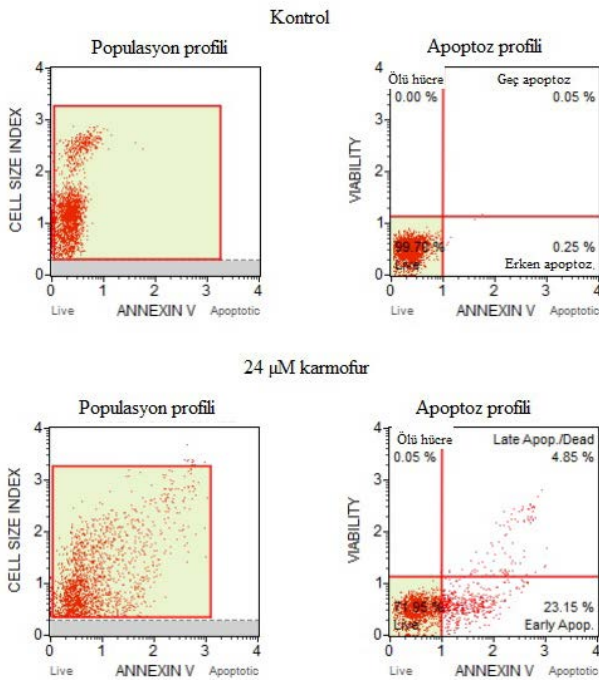 Kontrol
Populasyon profili
Apoptoz profili
Ölü hücre
Geç apoptoz
0.00 %
0.05 %
CELL SIZE INDEX
4
3
2
1
0
0 1 2 3 4
Live ANNEXIN V Apoptotic
VIABILITY
4
3
2
1
0
99.70 %
Live
0.25 %
Erken apoptoz.
0 1 2 3 4
Live ANNEXIN V Apoptotic
24 µM karmofur
Populasyon profili
Apoptoz profili
CELL SIZE INDEX
4
3
2
1
0
0 1 2 3 4
Live ANNEXIN V Apoptotic
Ölü hücre
Late Apop./Dead
0.05 %
4.85 %
VIABILITY
4
3
2
1
0
71.95 %
Live
23.15 %
Early Apop.
0 1 2 3 4
Live ANNEXIN V Apoptotic